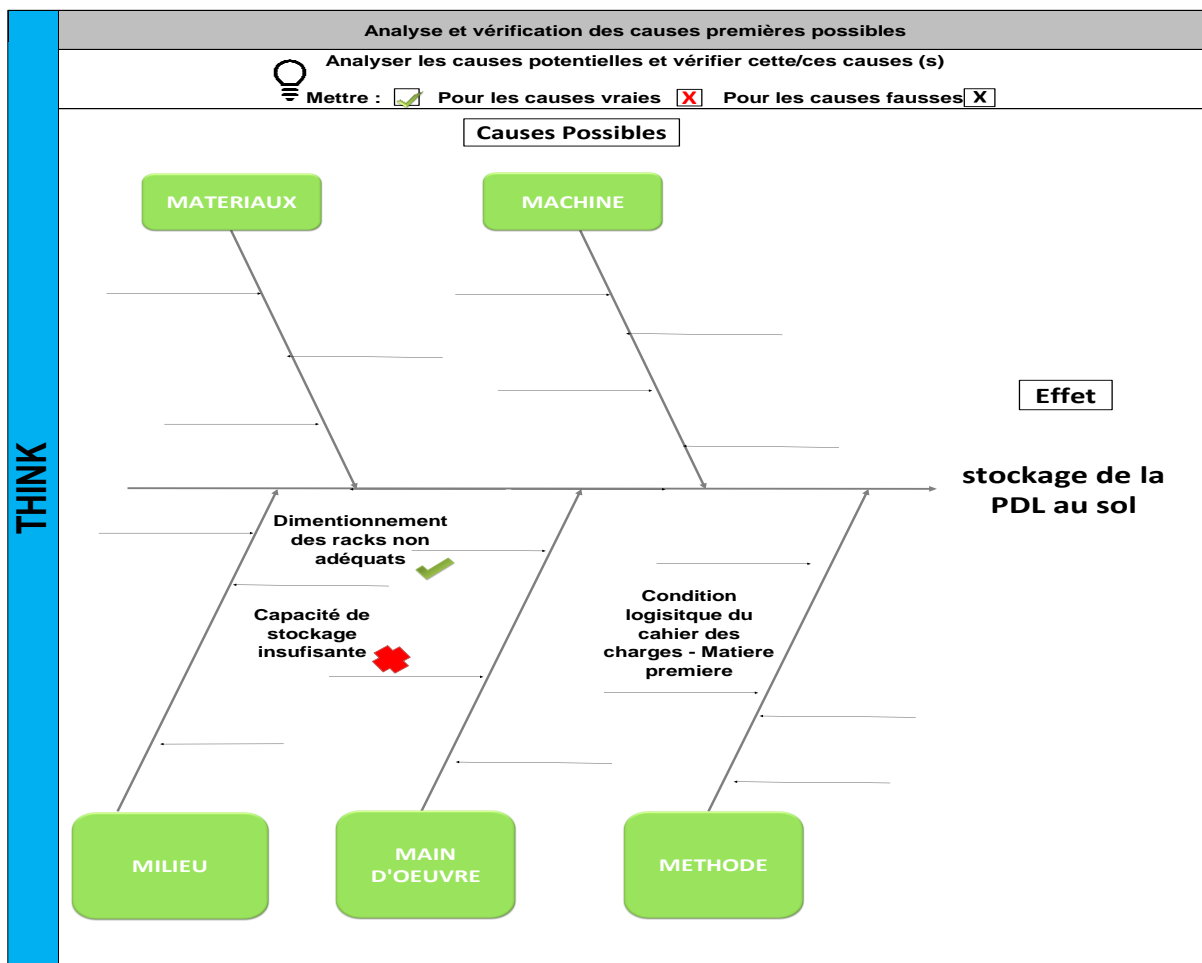 Analyse et vérification des causes premières possibles
Analyser les causes potentielles et vérifier cette/ces causes (s)
Mettre : Pour les causes vraies X Pour les causes fausses X
Causes Possibles
MATERIAUX
MACHINE
THINK
Effet
stockage de la
PDL au sol
Dimentionnement
des racks non
adéquats
Capacité de
stockage
insufisante
Condition
logisitque du
cahier des
charges - Matiere
premiere
MILIEU
MAIN
D'OEUVRE
METHODE